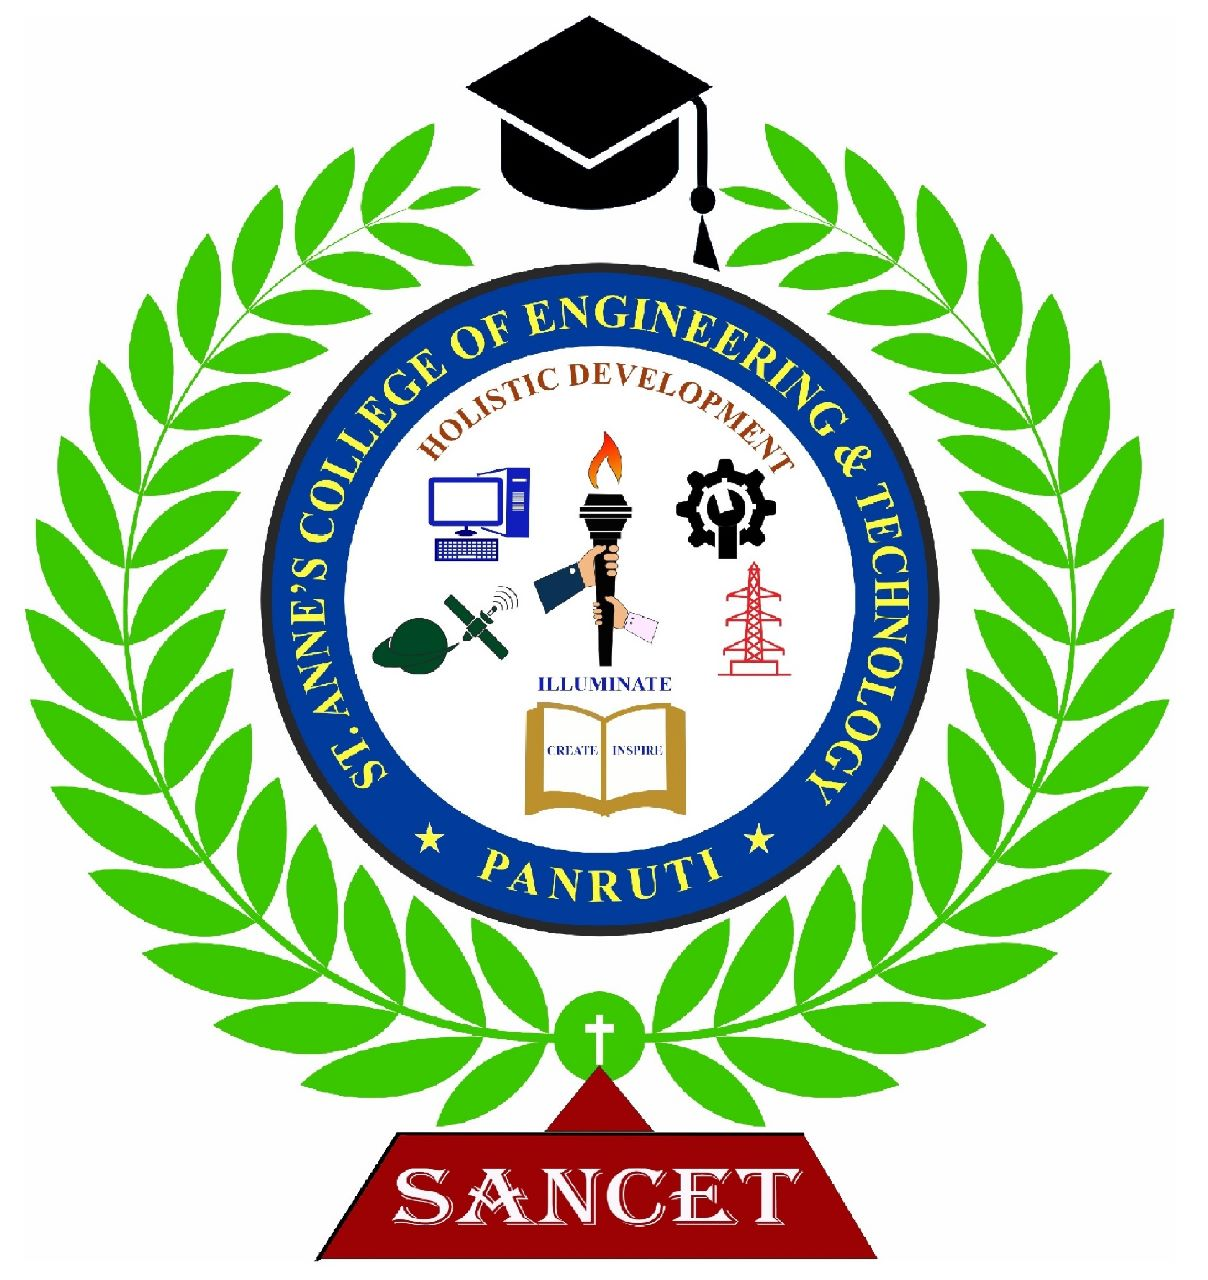 ST. ANNE'S COLLEGE OF ENGINEERING & TECHNOLOGY
HOLISTIC DEVELOPMENT
ILLUMINATE
CREATE INSPIRE
PANRUTI
SANCET